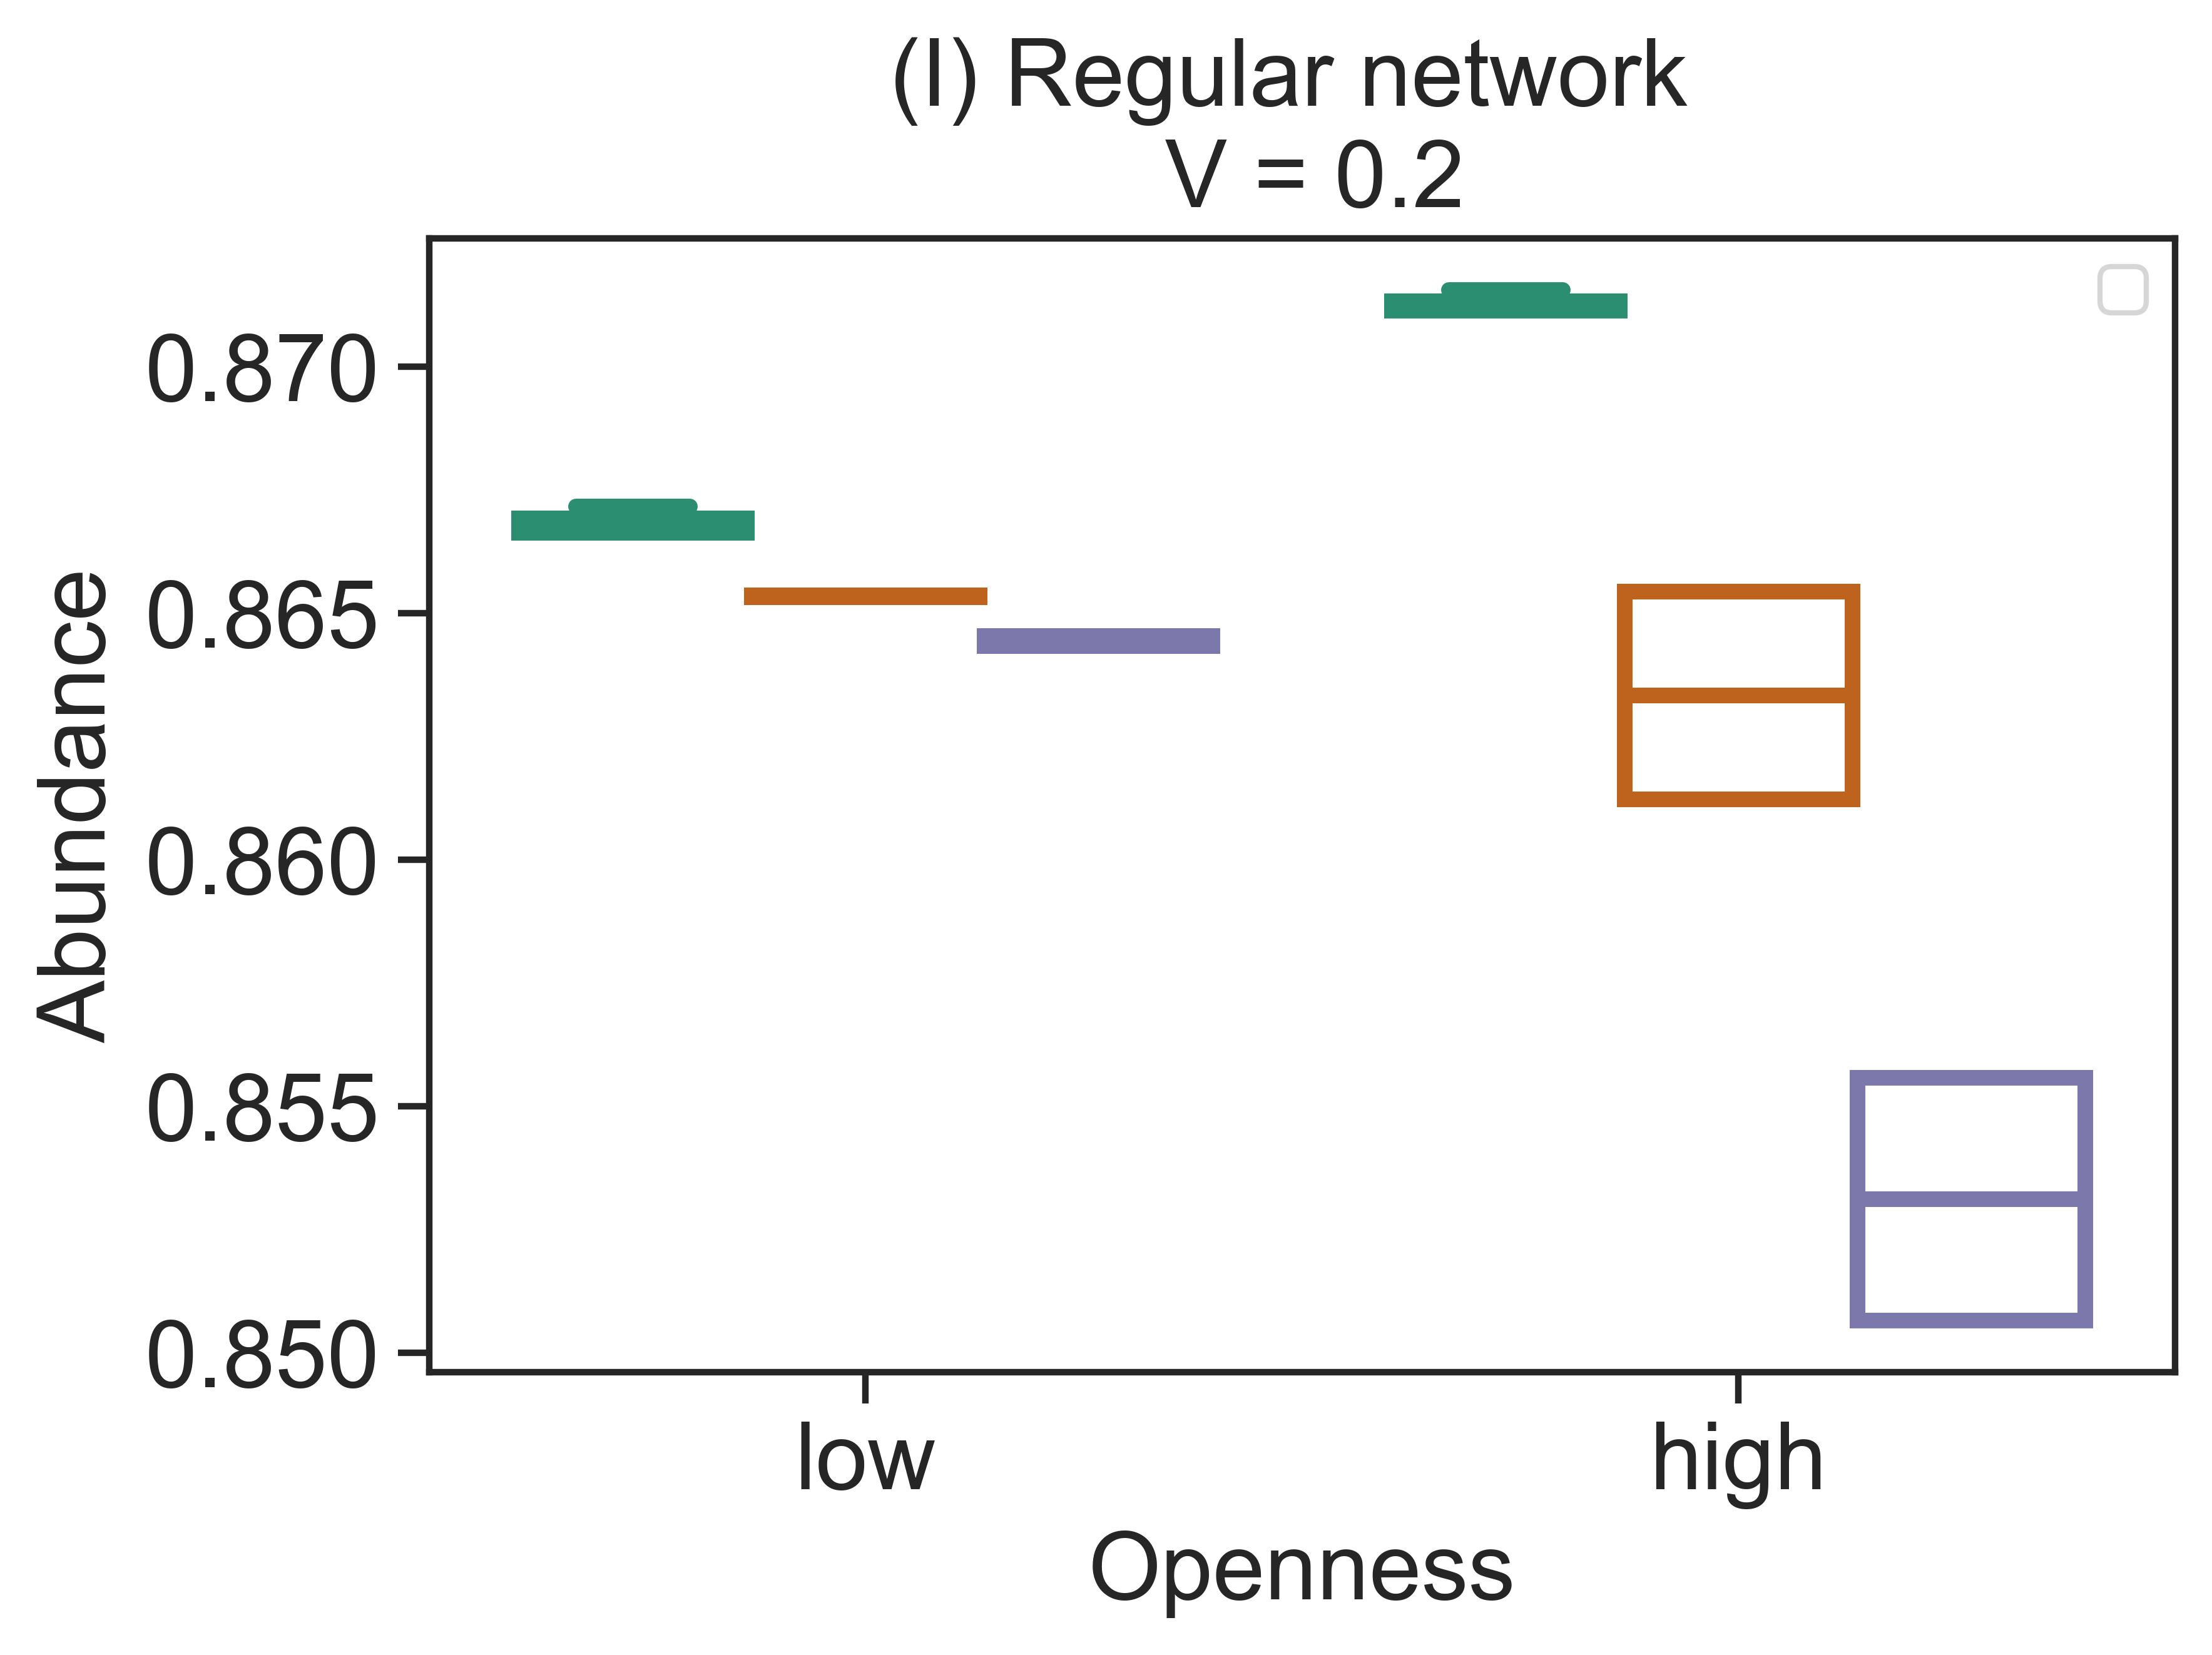 (I) Regular network
V = 0.2
0.870
0.865
0.860
0.855
0.850
Abundance
low
high
Openness